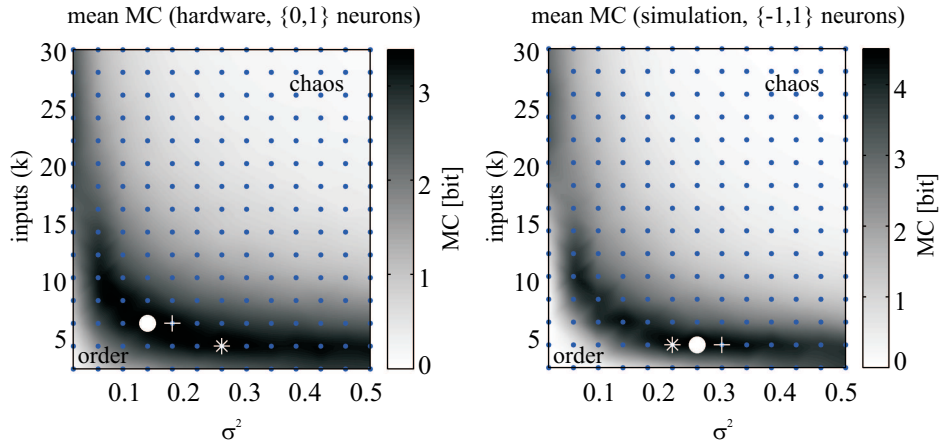 mean MC (hardware, {0,1} neurons)
30
25
20
15
10
5
inputs (k)
chaos
order
0.1 0.2 0.3 0.4 0.5
σ²
3
2
1
0
MC [bit]
mean MC (simulation, {-1,1} neurons)
30
25
20
15
10
5
inputs (k)
chaos
order
0.1 0.2 0.3 0.4 0.5
σ²
4
3
2
1
0
MC [bit]